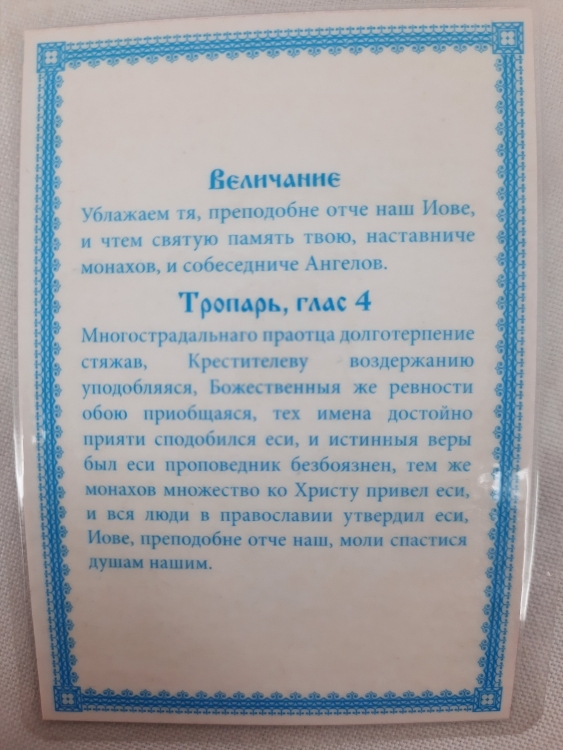 Величание
Ублажаем тя, преподобне отче наш Иове,
и чтем святую память твою, наставниче
монахов, и собеседниче Ангелов.
Тропарь, глас 4
Многострадальнаго праотца долготерпение
стяжав, Крестителеву воздержанию
уподобляяся, Божественныя же ревности
обою приобщаяся, тех имена достойно
прияти сподобился еси, и истинныя веры
был еси проповедник безбоязнен, тем же
монахов множество ко Христу привел еси,
и вся люди в православии утвердил еси,
Иове, преподобне отче наш, моли спастися
душам нашим.